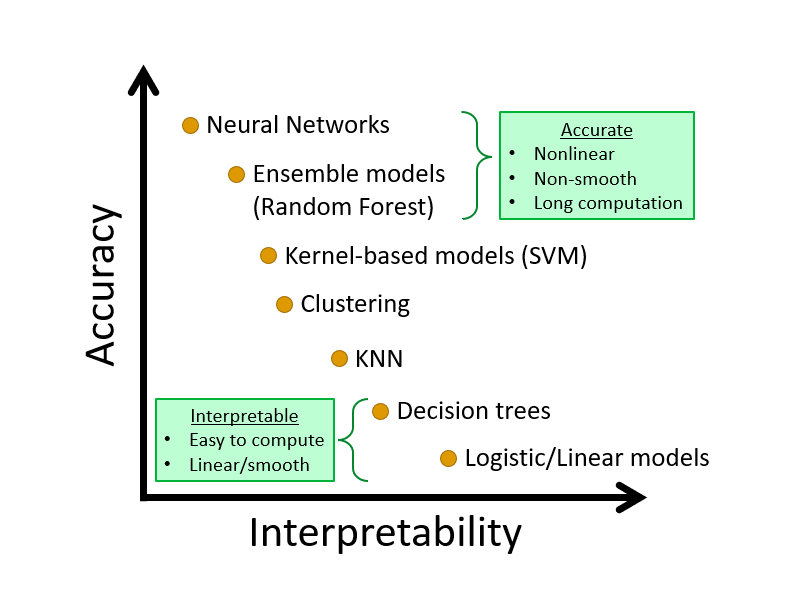 Neural Networks
Accurate
• Nonlinear
• Non-smooth
• Long computation
Ensemble models
(Random Forest)
Kernel-based models (SVM)
Clustering
KNN
Accuracy
Interpretable
• Easy to compute
• Linear/smooth
Decision trees
Logistic/Linear models
Interpretability